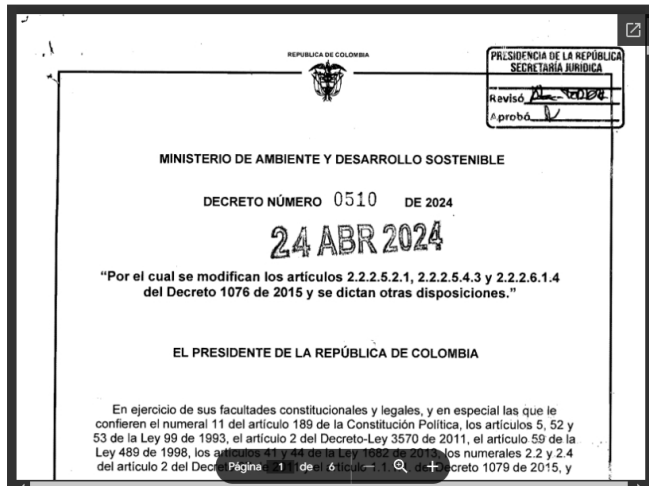 REPUBLICA DE COLOMBIA
PRESIDENCIA DE LA REPÚBLICA
SECRETARÍA JURIDICA
Revisó
Aprobó
MINISTERIO DE AMBIENTE Y DESARROLLO SOSTENIBLE
DECRETO NÚMERO 0510 DE 2024
24 ABR 2024
“Por el cual se modifican los artículos 2.2.2.5.2.1, 2.2.2.5.4.3 y 2.2.2.6.1.4
del Decreto 1076 de 2015 y se dictan otras disposiciones.”
EL PRESIDENTE DE LA REPÚBLICA DE COLOMBIA
En ejercicio de sus facultades constitucionales y legales, y en especial las que le
confieren el numeral 11 del artículo 189 de la Constitución Política, los artículos 5, 52 y
53 de la Ley 99 de 1993, el artículo 2 del Decreto-Ley 3570 de 2011, el artículo 59 de la
Ley 489 de 1998, los artículos 41 y 44 de la Ley 1682 de 2013, los numerales 2.2 y 2.4
del artículo 2 del Decreto 1079 de 2015, y
Página 1 de 6